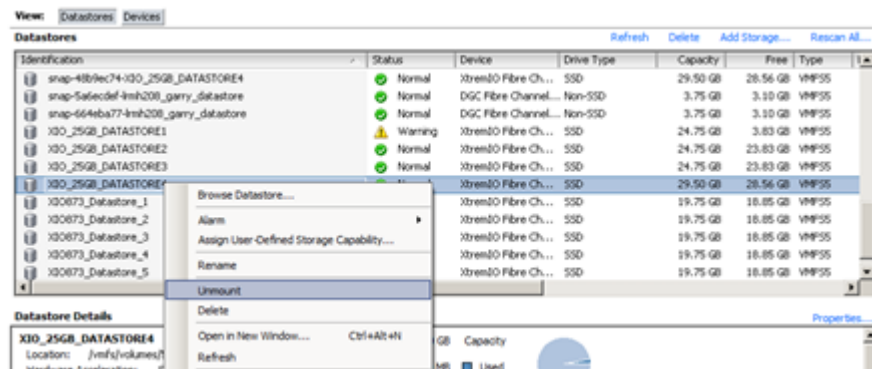 View: Datastores Devices
Datastores Refresh Delete Add Storage... Rescan All...
Identification Status Device Drive Type Capacity Free Type
snap-48b9ec74-XIO_25GB_DATASTORE4 Normal XtremIO Fibre Ch... SSD 29.50 GB 28.56 GB VMFS5
snap-5a6ecdef-lrmh208_garry_datastore Normal DGC Fibre Channel... Non-SSD 3.75 GB 3.10 GB VMFS5
snap-664eba77-lrmh208_garry_datastore Normal DGC Fibre Channel... Non-SSD 3.75 GB 3.10 GB VMFS5
XIO_25GB_DATASTORE1 Warning XtremIO Fibre Ch... SSD 24.75 GB 3.83 GB VMFS5
XIO_25GB_DATASTORE2 Normal XtremIO Fibre Ch... SSD 24.75 GB 23.83 GB VMFS5
XIO_25GB_DATASTORE3 Normal XtremIO Fibre Ch... SSD 24.75 GB 23.83 GB VMFS5
XIO_25GB_DATASTORE4 XtremIO Fibre Ch... SSD 29.50 GB 28.56 GB VMFS5
XIO873_Datastore_1 XtremIO Fibre Ch... SSD 19.75 GB 18.85 GB VMFS5
XIO873_Datastore_2 XtremIO Fibre Ch... SSD 19.75 GB 18.85 GB VMFS5
XIO873_Datastore_3 XtremIO Fibre Ch... SSD 19.75 GB 18.85 GB VMFS5
XIO873_Datastore_4 XtremIO Fibre Ch... SSD 19.75 GB 18.85 GB VMFS5
XIO873_Datastore_5 XtremIO Fibre Ch... SSD 19.75 GB 18.85 GB VMFS5
Browse Datastore...
Alarm
Assign User-Defined Storage Capability...
Rename
Unmount
Delete
Open in New Window... Ctrl+Alt+N
Refresh
Datastore Details Properties...
XIO_25GB_DATASTORE4 GB Capacity
Location: /vmfs/volumes/
MB Used
Hardware Acceleration: